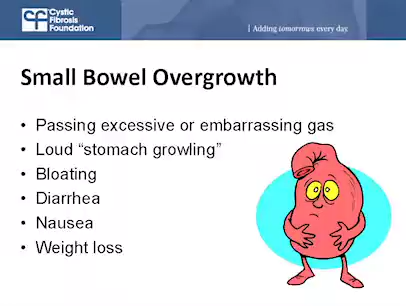 CF
Cystic
Fibrosis
Foundation
Adding tomorrows every day.
Small Bowel Overgrowth
• Passing excessive or embarrassing gas
• Loud “stomach growling”
• Bloating
• Diarrhea
• Nausea
• Weight loss